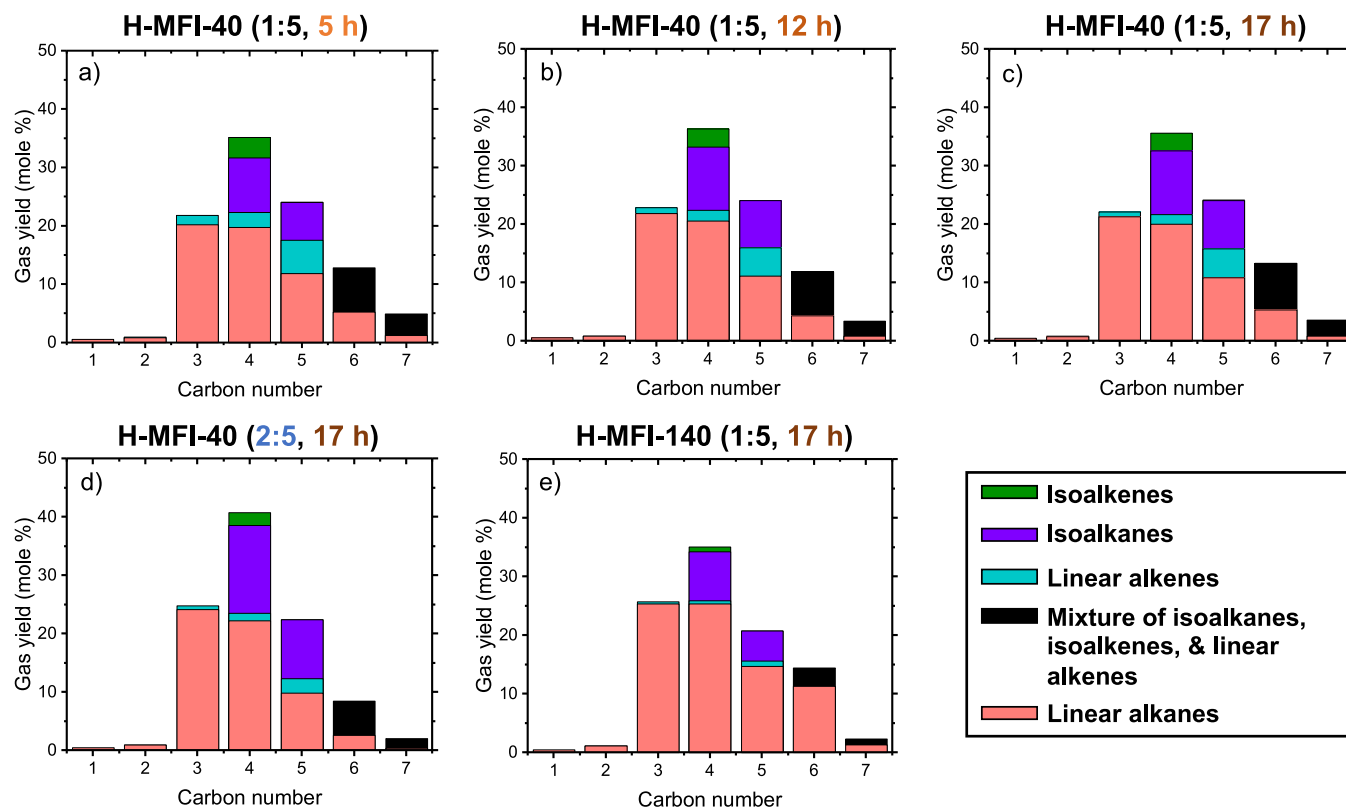 H-MFI-40 (1:5, 5 h)
a)
50
40
30
20
10
0
Gas yield (mole %)
1 2 3 4 5 6 7
Carbon number
H-MFI-40 (1:5, 12 h)
b)
50
40
30
20
10
0
Gas yield (mole %)
1 2 3 4 5 6 7
Carbon number
H-MFI-40 (1:5, 17 h)
c)
50
40
30
20
10
0
Gas yield (mole %)
1 2 3 4 5 6 7
Carbon number
H-MFI-40 (2:5, 17 h)
d)
50
40
30
20
10
0
Gas yield (mole %)
1 2 3 4 5 6 7
Carbon number
H-MFI-140 (1:5, 17 h)
e)
50
40
30
20
10
0
Gas yield (mole %)
1 2 3 4 5 6 7
Carbon number
Isoalkenes
Isoalkanes
Linear alkenes
Mixture of isoalkanes,
isoalkenes, & linear
alkenes
Linear alkanes